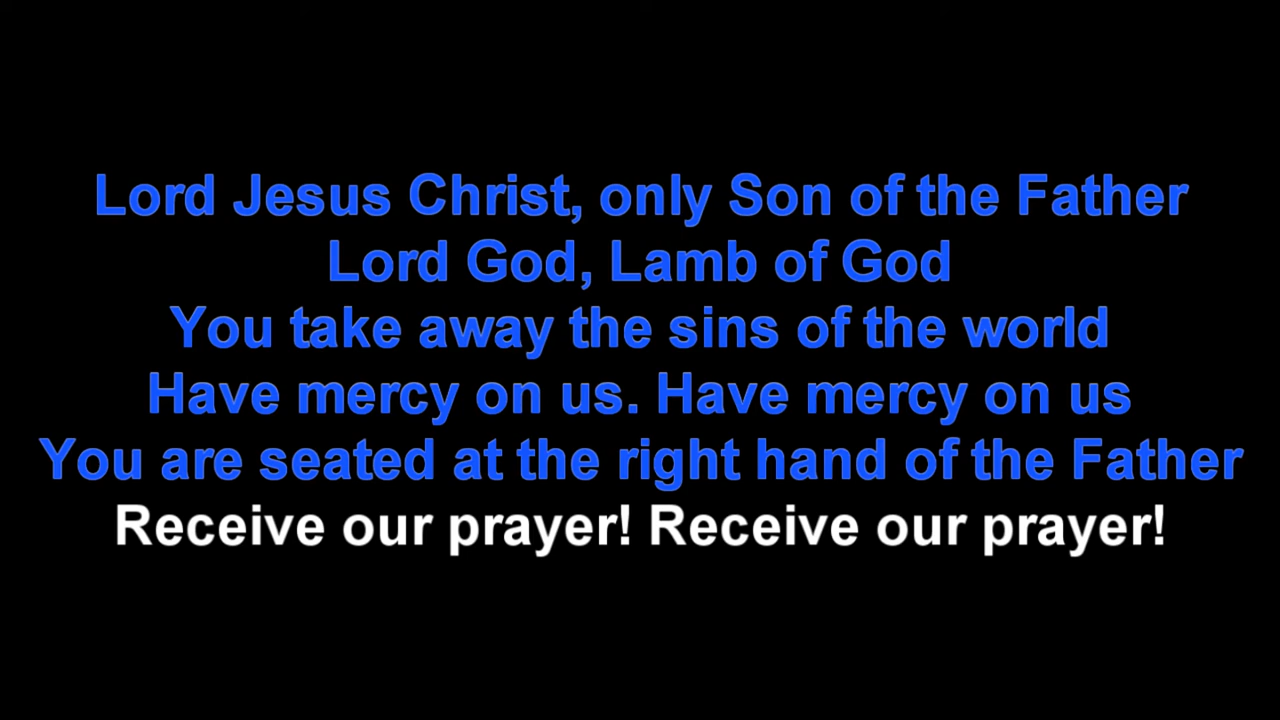 Lord Jesus Christ, only Son of the Father
Lord God, Lamb of God
You take away the sins of the world
Have mercy on us. Have mercy on us
You are seated at the right hand of the Father
Receive our prayer! Receive our prayer!